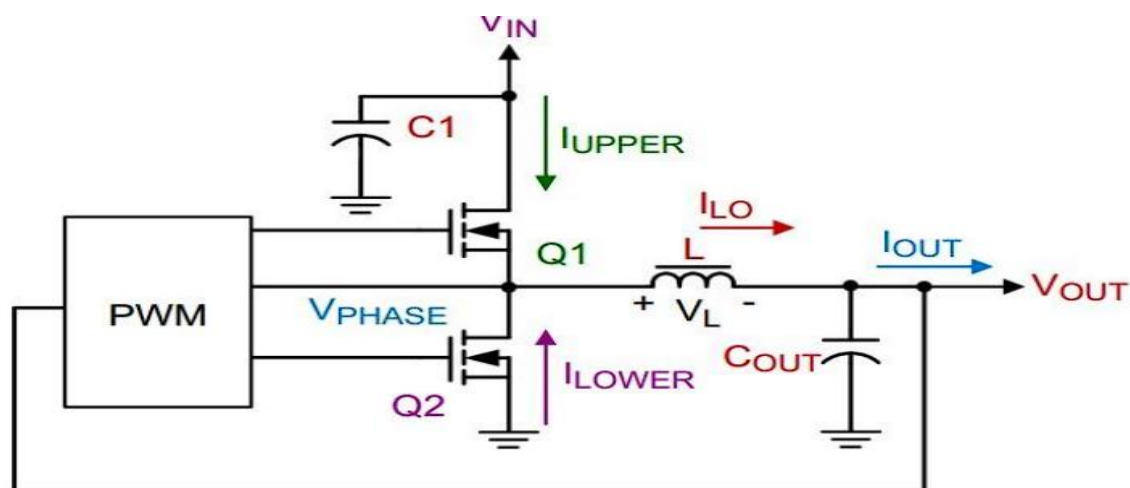 VIN
C1
IUPPER
ILO
Q1
L
IOUT
PWM
VPHASE
+ VL -
VOUT
COUT
ILOWER
Q2